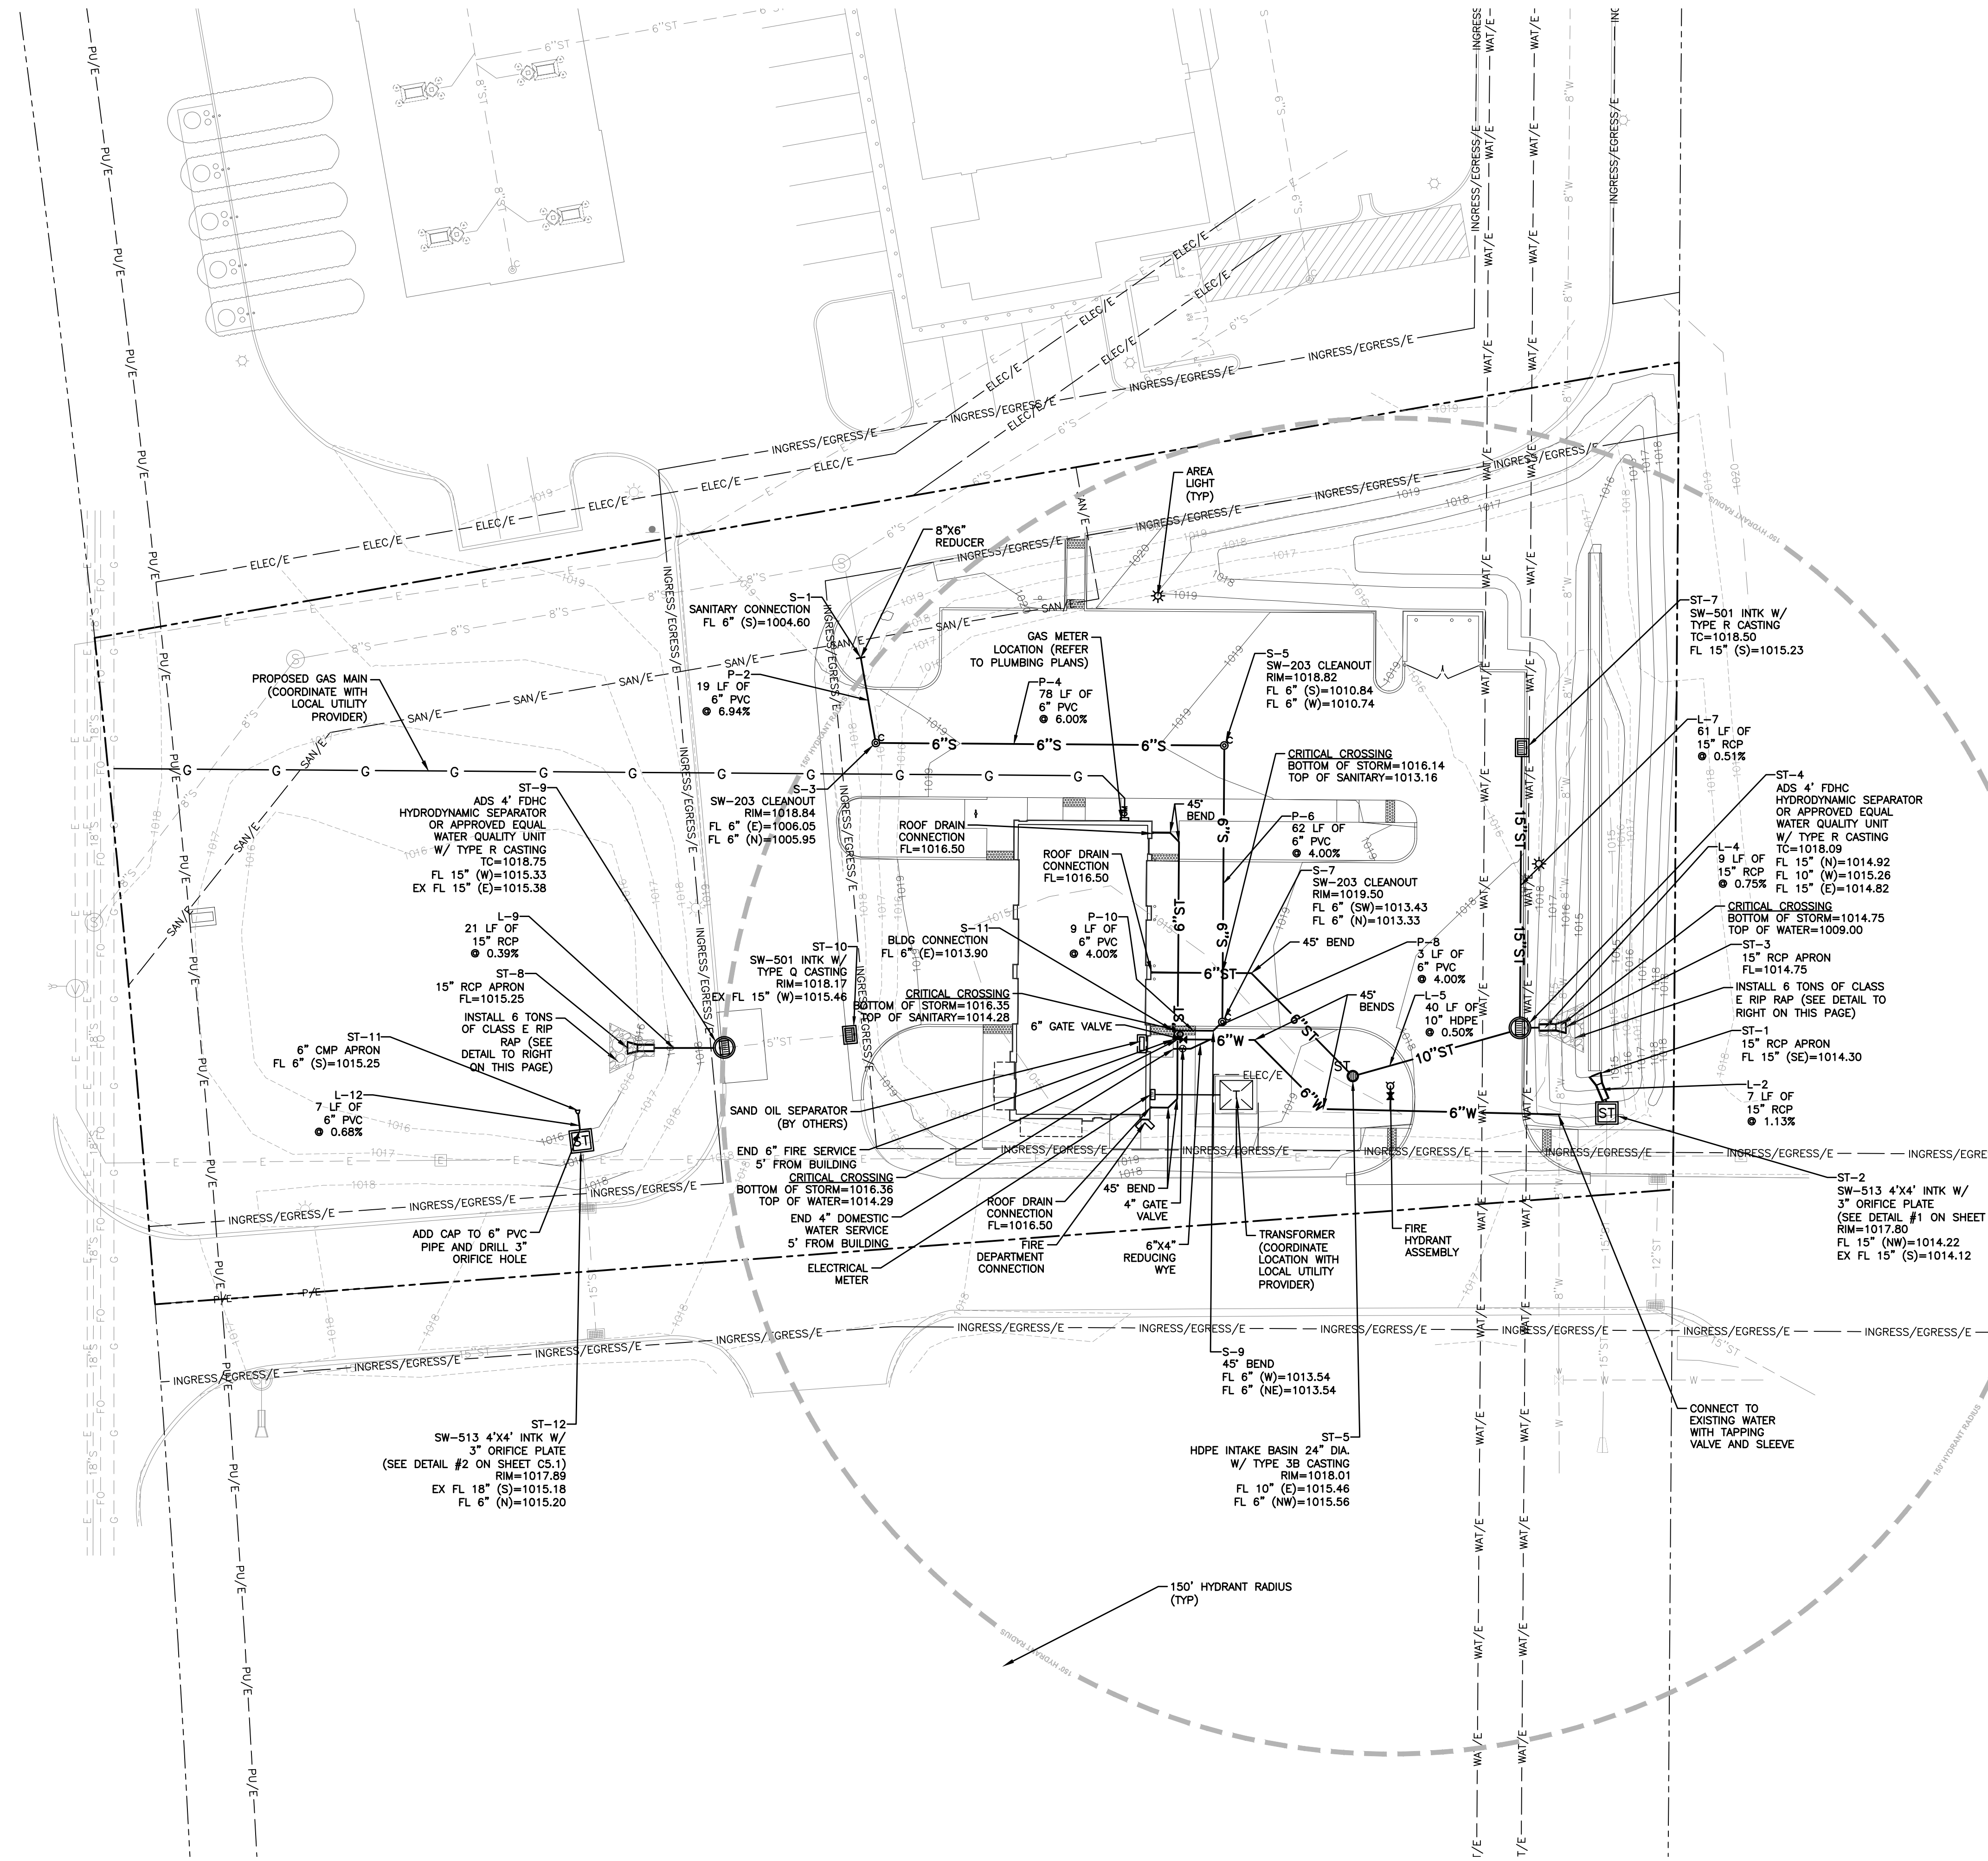 8"X6"
REDUCER
AREA
LIGHT
(TYP)
S-1
SANITARY CONNECTION
FL 6" (S)=1004.60
P-2
19 LF OF
6" PVC
@ 6.94%
GAS METER
LOCATION (REFER
TO PLUMBING PLANS)
P-4
78 LF OF
6" PVC
@ 6.00%
S-5
SW-203 CLEANOUT
RIM=1018.82
FL 6" (S)=1010.84
FL 6" (W)=1010.74
ST-7
SW-501 INTK W/
TYPE R CASTING
TC=1018.50
FL 15" (S)=1015.23
PROPOSED GAS MAIN
(COORDINATE WITH
LOCAL UTILITY
PROVIDER)
L-7
61 LF OF
15" RCP
@ 0.51%
CRITICAL CROSSING
BOTTOM OF STORM=1016.14
TOP OF SANITARY=1013.16
ST-9
ADS 4' FDHC
HYDRODYNAMIC SEPARATOR
OR APPROVED EQUAL
WATER QUALITY UNIT
W/ TYPE R CASTING
TC=1018.75
FL 15" (W)=1015.33
EX FL 15" (E)=1015.38
S-3
SW-203 CLEANOUT
RIM=1018.84
FL 6" (E)=1006.05
FL 6" (N)=1005.95
ROOF DRAIN
CONNECTION
FL=1016.50
45°
BEND
ROOF DRAIN
CONNECTION
FL=1016.50
P-6
62 LF OF
6" PVC
@ 4.00%
S-7
SW-203 CLEANOUT
RIM=1019.50
FL 6" (SW)=1013.43
FL 6" (N)=1013.33
ST-4
ADS 4' FDHC
HYDRODYNAMIC SEPARATOR
OR APPROVED EQUAL
WATER QUALITY UNIT
W/ TYPE R CASTING
TC=1018.09
FL 15" (N)=1014.92
FL 10" (W)=1015.26
FL 15" (E)=1014.82
L-4
9 LF OF
15" RCP
@ 0.75%
CRITICAL CROSSING
BOTTOM OF STORM=1014.75
TOP OF WATER=1009.00
ST-3
15" RCP APRON
FL=1014.75
INSTALL 6 TONS OF CLASS
E RIP RAP (SEE DETAIL TO
RIGHT ON THIS PAGE)
ST-1
15" RCP APRON
FL 15" (SE)=1014.30
L-2
7 LF OF
15" RCP
@ 1.13%
L-9
21 LF OF
15" RCP
@ 0.39%
ST-8
15" RCP APRON
FL=1015.25
INSTALL 6 TONS
OF CLASS E RIP
RAP (SEE
DETAIL TO RIGHT
ON THIS PAGE)
ST-11
6" CMP APRON
FL 6" (S)=1015.25
L-12
7 LF OF
6" PVC
@ 0.68%
ST-10
SW-501 INTK W/
TYPE Q CASTING
RIM=1018.17
EX FL 15" (W)=1015.46
S-11
BLDG CONNECTION
FL 6" (E)=1013.90
P-10
9 LF OF
6" PVC
@ 4.00%
CRITICAL CROSSING
BOTTOM OF STORM=1016.35
TOP OF SANITARY=1014.28
6" GATE VALVE
45° BEND
P-8
3 LF OF
6" PVC
@ 4.00%
45°
BENDS
L-5
40 LF OF
10" HDPE
@ 0.50%
SAND OIL SEPARATOR
(BY OTHERS)
END 6" FIRE SERVICE
5' FROM BUILDING
CRITICAL CROSSING
BOTTOM OF STORM=1016.36
TOP OF WATER=1014.29
END 4" DOMESTIC
WATER SERVICE
5' FROM BUILDING
ELECTRICAL
METER
ROOF DRAIN
CONNECTION
FL=1016.50
FIRE
DEPARTMENT
CONNECTION
45° BEND
4" GATE
VALVE
6"X4"
REDUCING
WYE
TRANSFORMER
(COORDINATE
LOCATION WITH
LOCAL UTILITY
PROVIDER)
FIRE
HYDRANT
ASSEMBLY
ST-2
SW-513 4'X4' INTK W/
3" ORIFICE PLATE
(SEE DETAIL #1 ON SHEET
RIM=1017.80
FL 15" (NW)=1014.22
EX FL 15" (S)=1014.12
ADD CAP TO 6" PVC
PIPE AND DRILL 3"
ORIFICE HOLE
S-9
45° BEND
FL 6" (W)=1013.54
FL 6" (NE)=1013.54
ST-12
SW-513 4'X4' INTK W/
3" ORIFICE PLATE
(SEE DETAIL #2 ON SHEET C5.1)
RIM=1017.89
EX FL 18" (S)=1015.18
FL 6" (N)=1015.20
ST-5
HDPE INTAKE BASIN 24" DIA.
W/ TYPE 3B CASTING
RIM=1018.01
FL 10" (E)=1015.46
FL 6" (NW)=1015.56
CONNECT TO
EXISTING WATER
WITH TAPPING
VALVE AND SLEEVE
150' HYDRANT RADIUS
(TYP)
150' HYDRANT RADIUS
PU/E
ELEC/E
INGRESS/EGRESS/E
WAT/E
SAN/E
P/E
6"S
6"ST
6"W
10"ST
15"ST
8"S
8"ST
8"W
12"ST
18"S
FO
G
E
W
ST